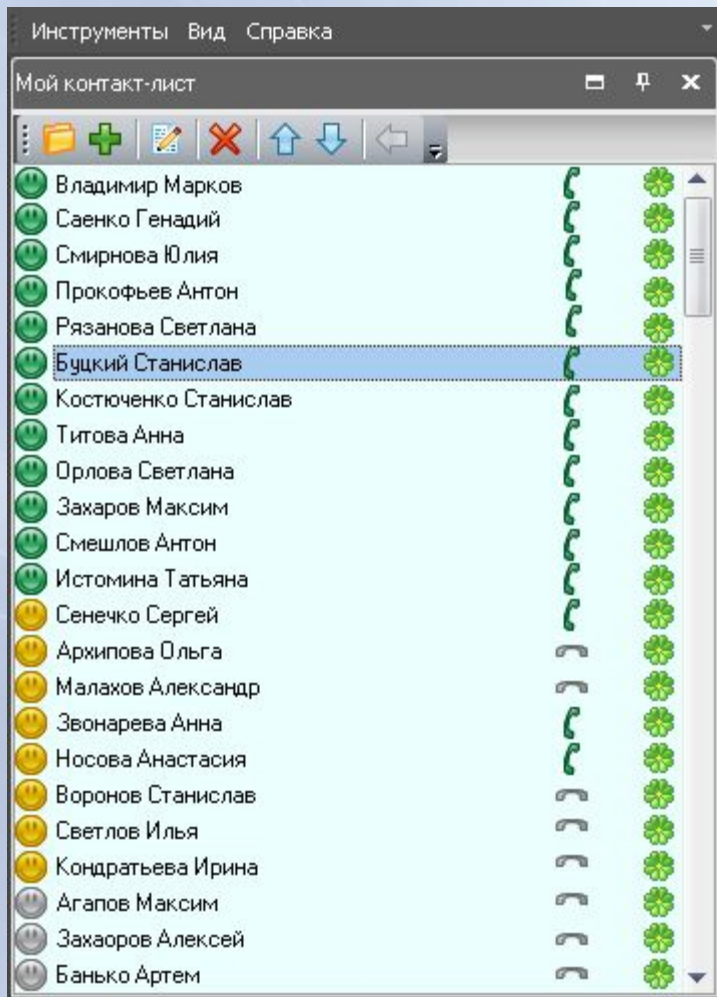 Инструменты Вид Справка
Мой контакт-лист
Владимир Марков
Саенко Генадий
Смирнова Юлия
Прокофьев Антон
Рязанова Светлана
Буцкий Станислав
Костюченко Станислав
Титова Анна
Орлова Светлана
Захаров Максим
Смешлов Антон
Истомина Татьяна
Сенечко Сергей
Архипова Ольга
Малахов Александр
Звонарева Анна
Носова Анастасия
Воронов Станислав
Светлов Илья
Кондратьева Ирина
Агапов Максим
Захаоров Алексей
Банько Артем